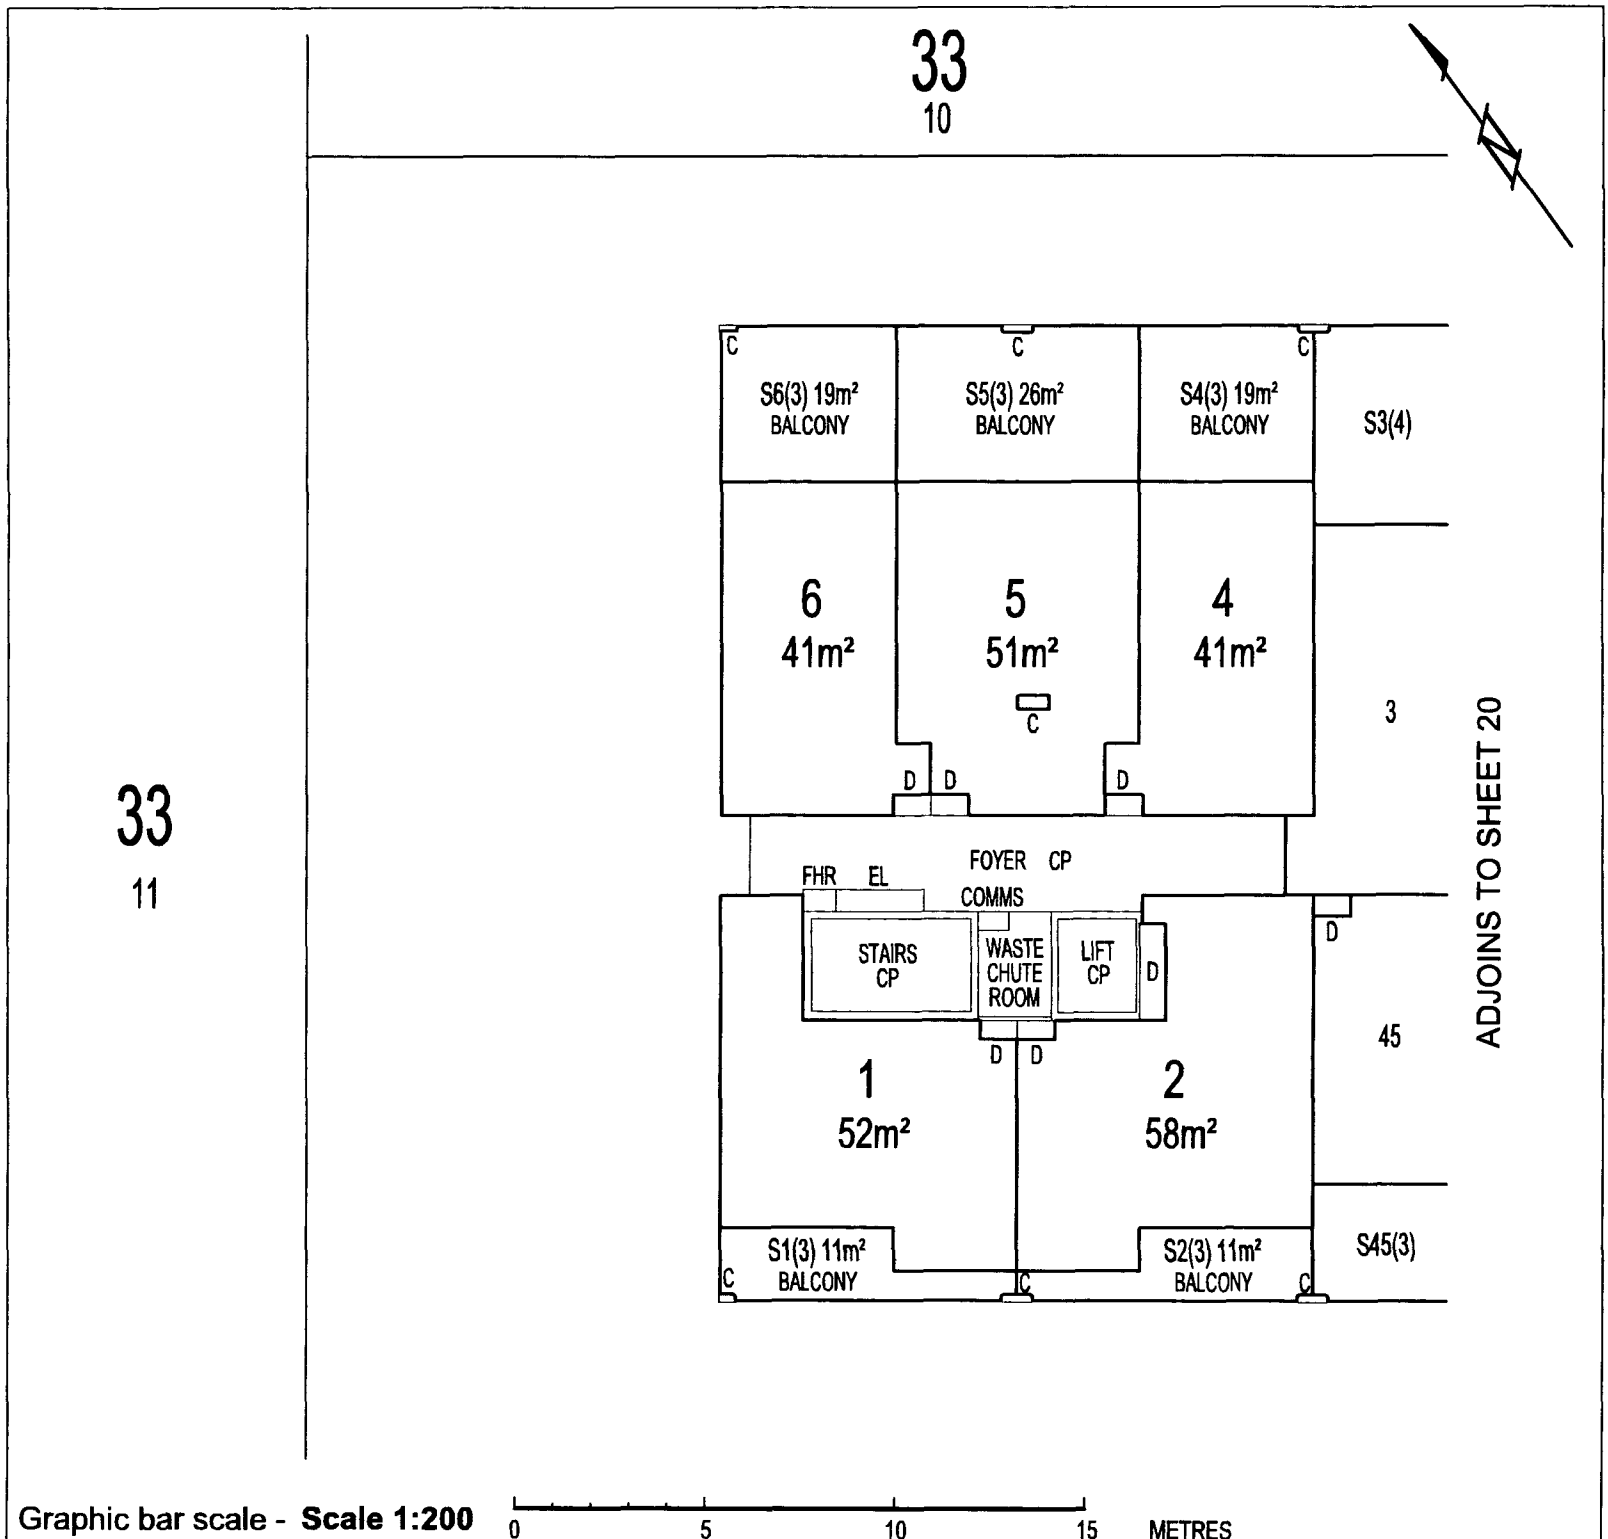 33
10
N
C
C
C
S6(3) 19m²
BALCONY
S5(3) 26m²
BALCONY
S4(3) 19m²
BALCONY
S3(4)
6
41m²
5
51m²
4
41m²
C
3
D
D
D
ADJOINS TO SHEET 20
33
11
FOYER CP
FHR
EL
COMMS
STAIRS
CP
WASTE
CHUTE
ROOM
LIFT
CP
D
D
D
D
45
1
52m²
2
58m²
S1(3) 11m²
BALCONY
S2(3) 11m²
BALCONY
S45(3)
C
C
C
Graphic bar scale - Scale 1:200
0 5 10 15 METRES